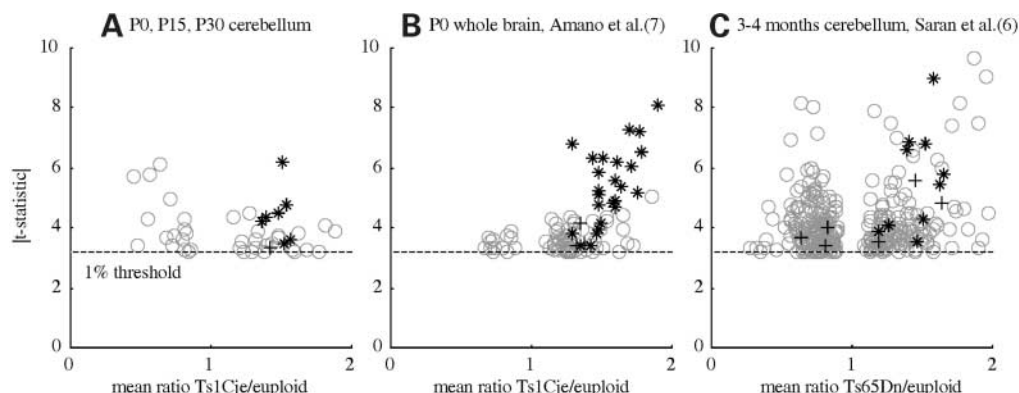 A P0, P15, P30 cerebellum
B P0 whole brain, Amano et al.(7)
C 3-4 months cerebellum, Saran et al.(6)
10 10 10
8 8 8
6 6 6
4 4 4
2 2 2
|t-statistic|
1% threshold
0 1 2 0 1 2 0 1 2
mean ratio Ts1Cje/euploid
mean ratio Ts1Cje/euploid
mean ratio Ts65Dn/euploid